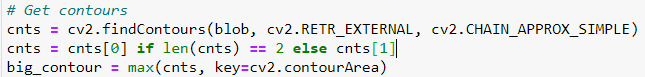 # Get contours
cnts = cv2.findContours(blob, cv2.RETR_EXTERNAL, cv2.CHAIN_APPROX_SIMPLE)
cnts = cnts[0] if len(cnts) == 2 else cnts[1]
big_contour = max(cnts, key=cv2.contourArea)